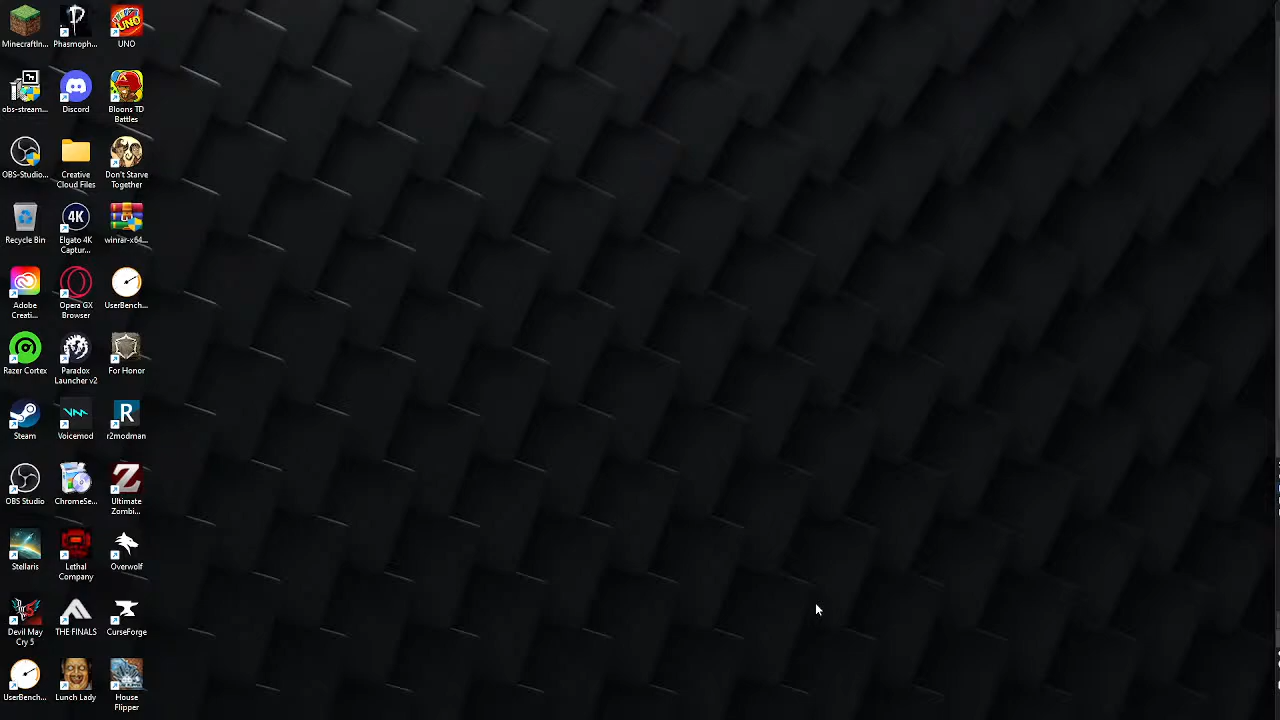 MinecraftIn...
Phasmoph...
UNO
UNO
obs-stream...
Discord
Bloons TD
Battles
OBS-Studio...
Creative
Cloud Files
Don't Starve
Together
Recycle Bin
4K
Elgato 4K
Captur...
winrar-x64...
Adobe
Creati...
Opera GX
Browser
UserBench...
Razer Cortex
Paradox
Launcher v2
For Honor
Steam
Voicemod
R
r2modman
OBS Studio
ChromeSe...
Z
Ultimate
Zombi...
Stellaris
Lethal
Company
Overwolf
Devil May
Cry 5
THE FINALS
CurseForge
UserBench...
Lunch Lady
House
Flipper